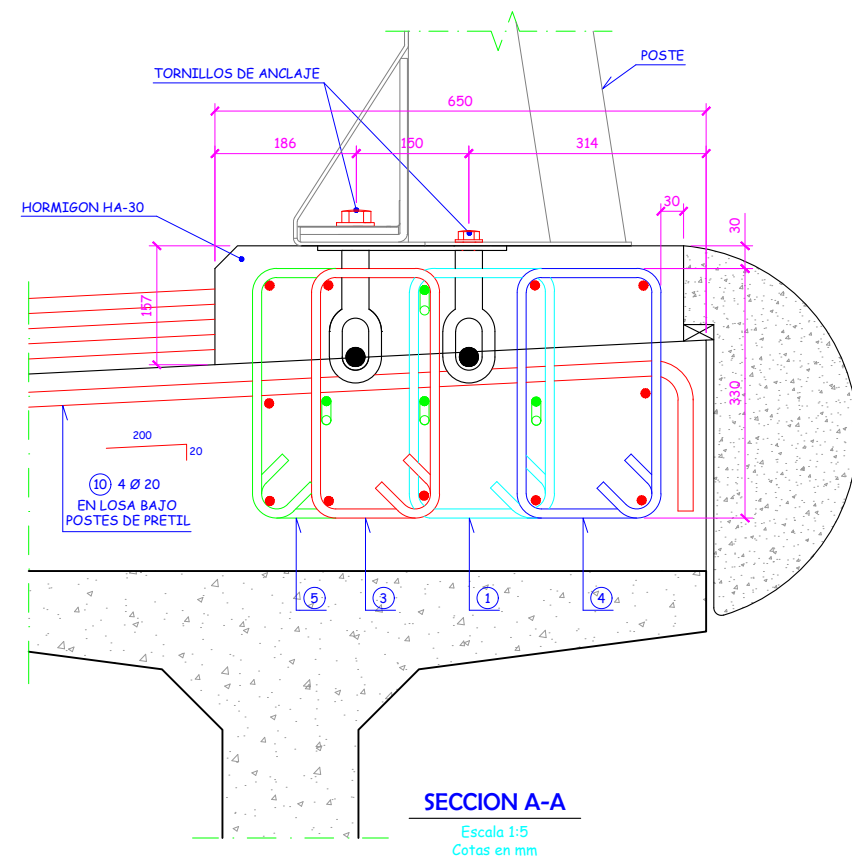 POSTE
TORNILLOS DE ANCLAJE
650
186
150
314
30
30
HORMIGON HA-30
157
330
200
20
10 4 Ø 20
EN LOSA BAJO
POSTES DE PRETIL
5
3
1
4
SECCION A-A
Escala 1:5
Cotas en mm